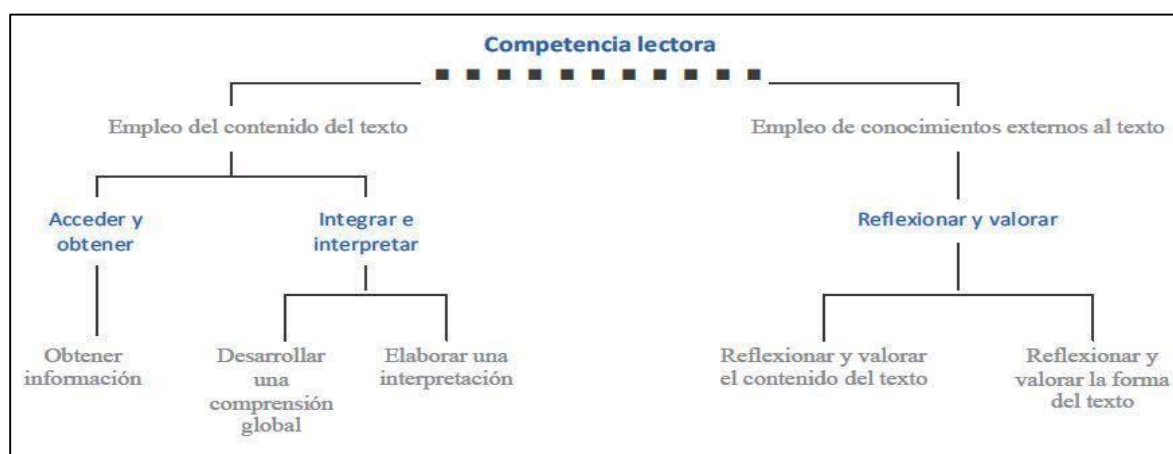 Competencia lectora
Empleo del contenido del texto
Empleo de conocimientos externos al texto
Acceder y
obtener
Integrar e
interpretar
Reflexionar y valorar
Obtener
información
Desarrollar
una
comprensión
global
Elaborar una
interpretación
Reflexionar y valorar
el contenido del texto
Reflexionar y
valorar la forma
del texto